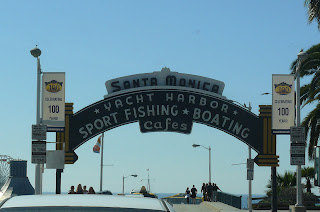 Santa Monica
★ YACHT HARBOR ★
SPORT FISHING ★ BOATING
Cafes
100
100